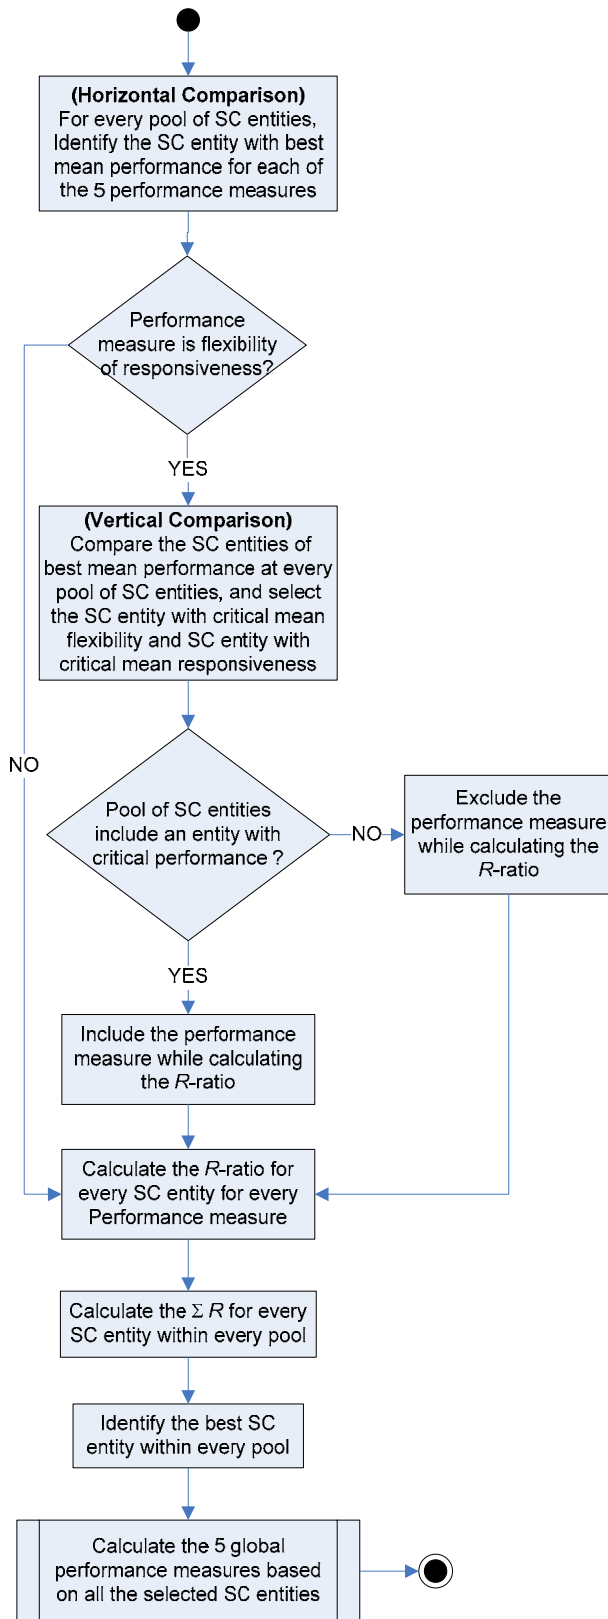 (Horizontal Comparison)
For every pool of SC entities,
Identify the SC entity with best
mean performance for each of
the 5 performance measures
Performance
measure is flexibility
of responsiveness?
YES
(Vertical Comparison)
Compare the SC entities of
best mean performance at every
pool of SC entities, and select
the SC entity with critical mean
flexibility and SC entity with
critical mean responsiveness
NO
Pool of SC entities
include an entity with
critical performance ?
NO
Exclude the
performance measure
while calculating the
R-ratio
YES
Include the performance
measure while calculating
the R-ratio
Calculate the R-ratio for
every SC entity for every
Performance measure
Calculate the Σ R for every
SC entity within every pool
Identify the best SC
entity within every pool
Calculate the 5 global
performance measures based
on all the selected SC entities